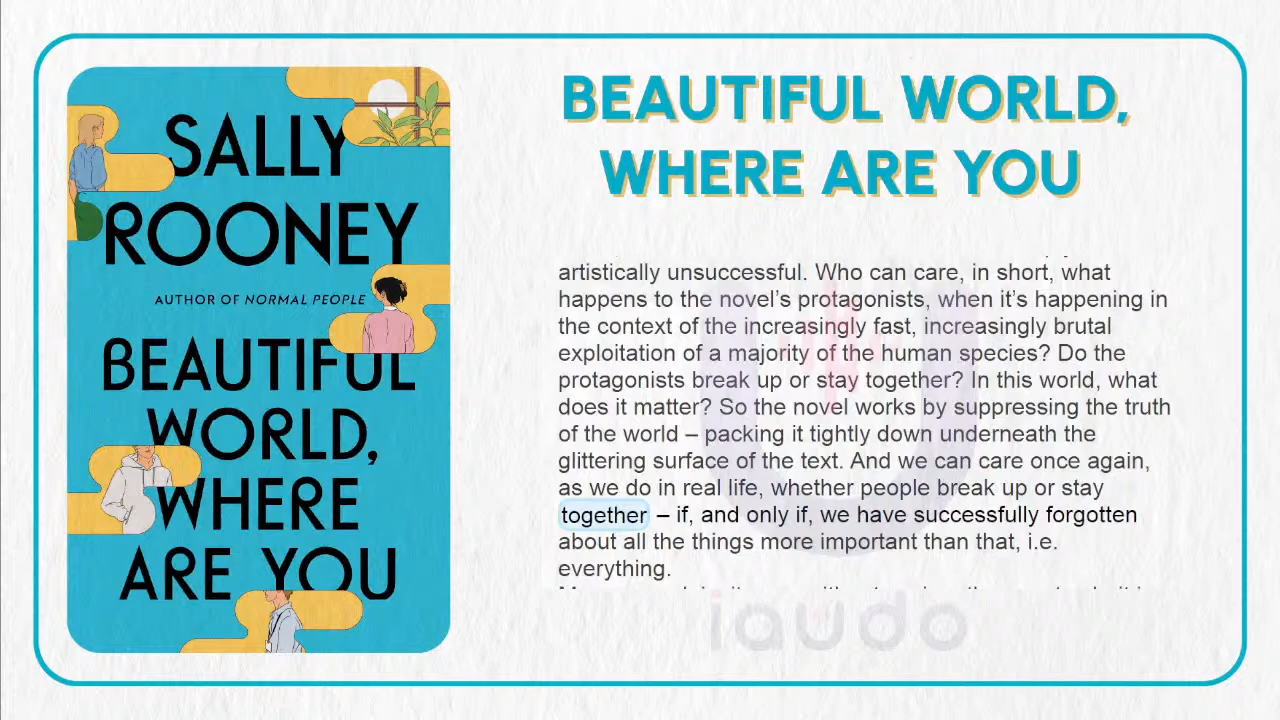 SALLY
ROONEY
AUTHOR OF NORMAL PEOPLE
BEAUTIFUL
WORLD,
WHERE
ARE YOU
BEAUTIFUL WORLD,
WHERE ARE YOU
artistically unsuccessful. Who can care, in short, what
happens to the novel’s protagonists, when it’s happening in
the context of the increasingly fast, increasingly brutal
exploitation of a majority of the human species? Do the
protagonists break up or stay together? In this world, what
does it matter? So the novel works by suppressing the truth
of the world – packing it tightly down underneath the
glittering surface of the text. And we can care once again,
as we do in real life, whether people break up or stay
together – if, and only if, we have successfully forgotten
about all the things more important than that, i.e.
everything.
iaudo